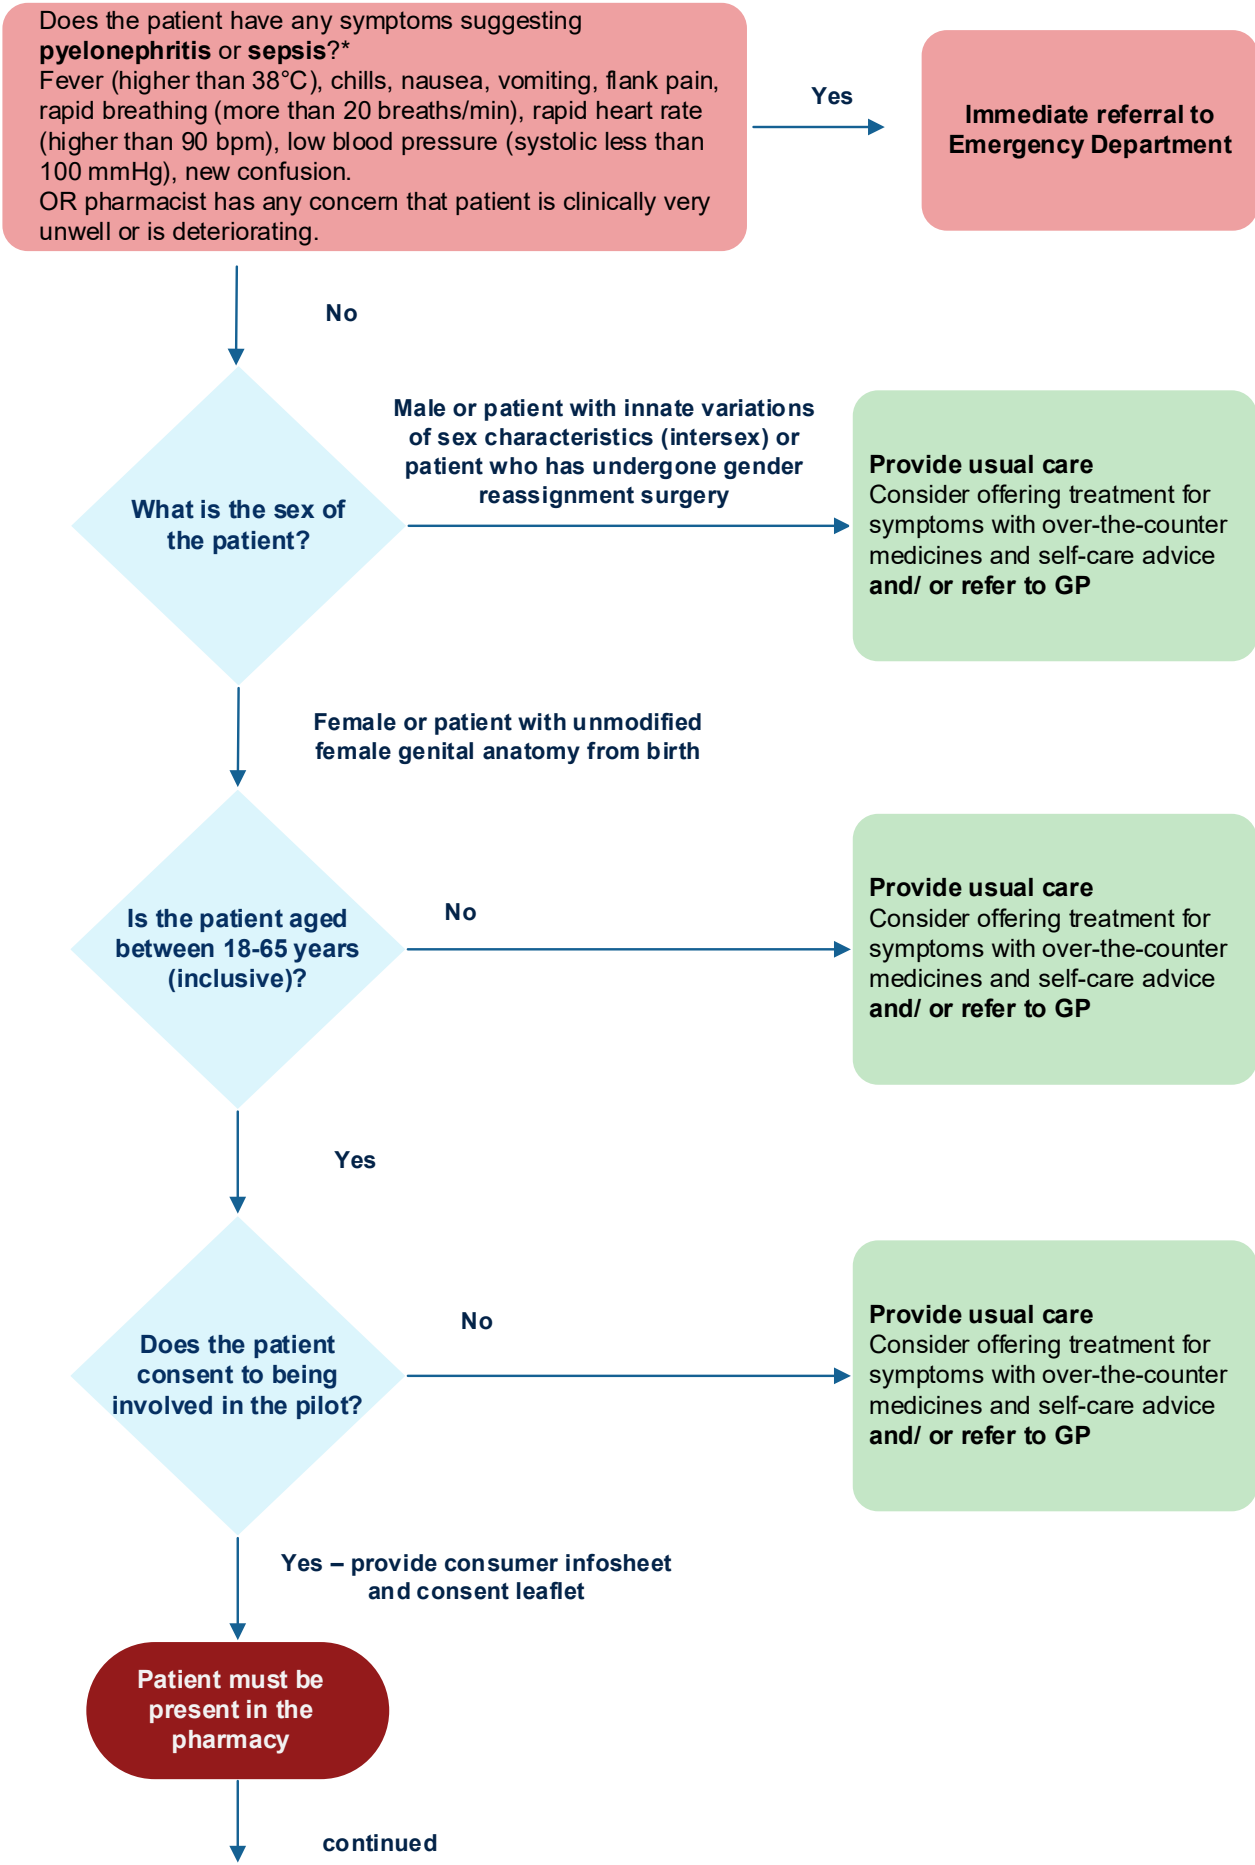 Does the patient have any symptoms suggesting
pyelonephritis or sepsis?*
Fever (higher than 38°C), chills, nausea, vomiting, flank pain,
rapid breathing (more than 20 breaths/min), rapid heart rate
(higher than 90 bpm), low blood pressure (systolic less than
100 mmHg), new confusion.
OR pharmacist has any concern that patient is clinically very
unwell or is deteriorating.
Yes
Immediate referral to
Emergency Department
No
What is the sex of
the patient?
Male or patient with innate variations
of sex characteristics (intersex) or
patient who has undergone gender
reassignment surgery
Provide usual care
Consider offering treatment for
symptoms with over-the-counter
medicines and self-care advice
and/ or refer to GP
Female or patient with unmodified
female genital anatomy from birth
Is the patient aged
between 18-65 years
(inclusive)?
No
Provide usual care
Consider offering treatment for
symptoms with over-the-counter
medicines and self-care advice
and/ or refer to GP
Yes
Does the patient
consent to being
involved in the pilot?
No
Provide usual care
Consider offering treatment for
symptoms with over-the-counter
medicines and self-care advice
and/ or refer to GP
Yes – provide consumer infosheet
and consent leaflet
Patient must be
present in the
pharmacy
continued